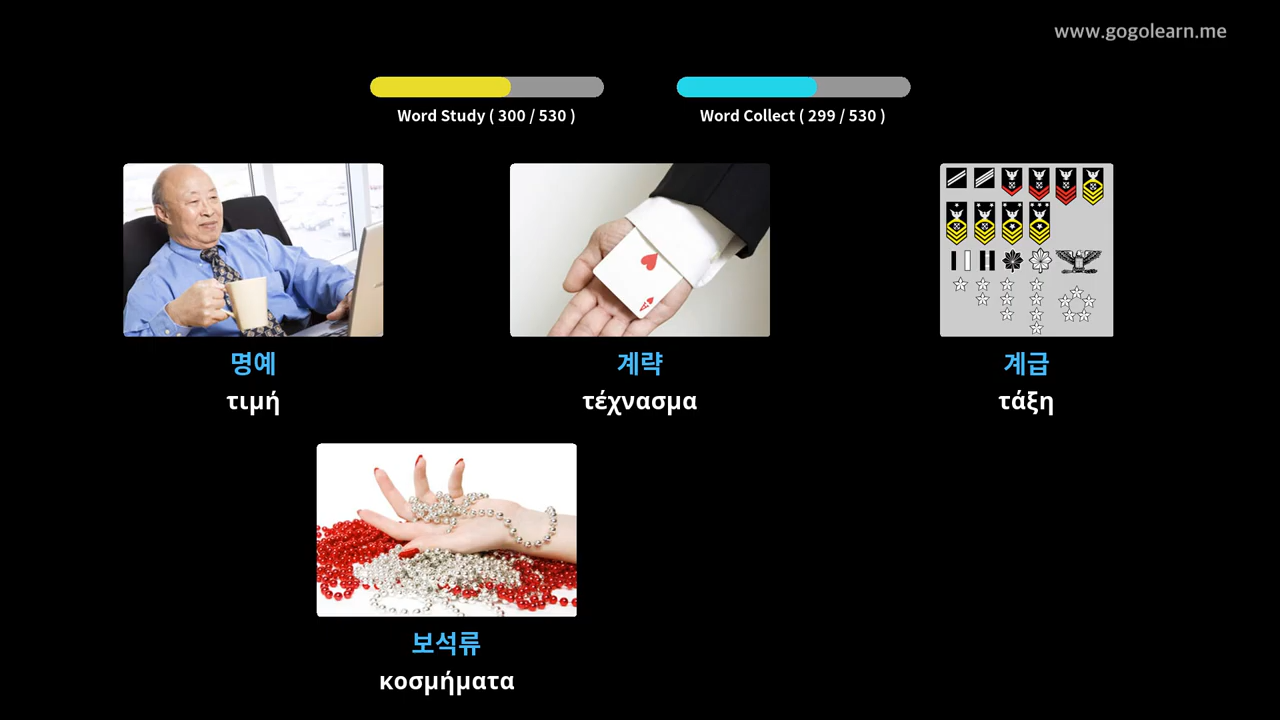 www.gogolearn.me
Word Study ( 300 / 530 )
Word Collect ( 299 / 530 )
명예
계략
계급
τιμή
τέχνασμα
τάξη
보석류
κοσμήματα